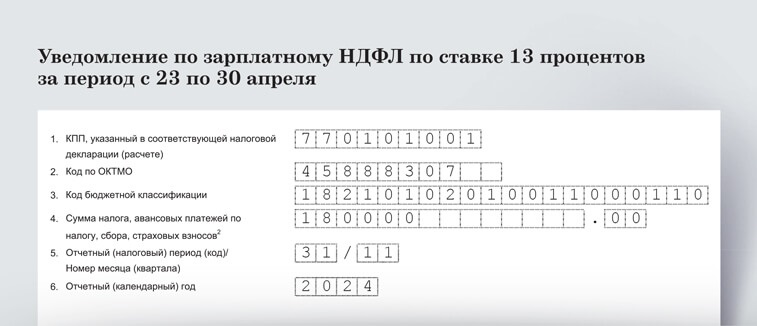 Уведомление по зарплатному НДФЛ по ставке 13 процентов
за период с 23 по 30 апреля
1. КПП, указанный в соответствующей налоговой 770101001
декларации (расчете)
2. Код по ОКТМО 45888307
3. Код бюджетной классификации 18210102010011000110
4. Сумма налога, авансовых платежей по 180000.00
налогу, сбора, страховых взносов2
5. Отчетный (налоговый) период (код)/ 31/11
Номер месяца (квартала)
6. Отчетный (календарный) год 2024